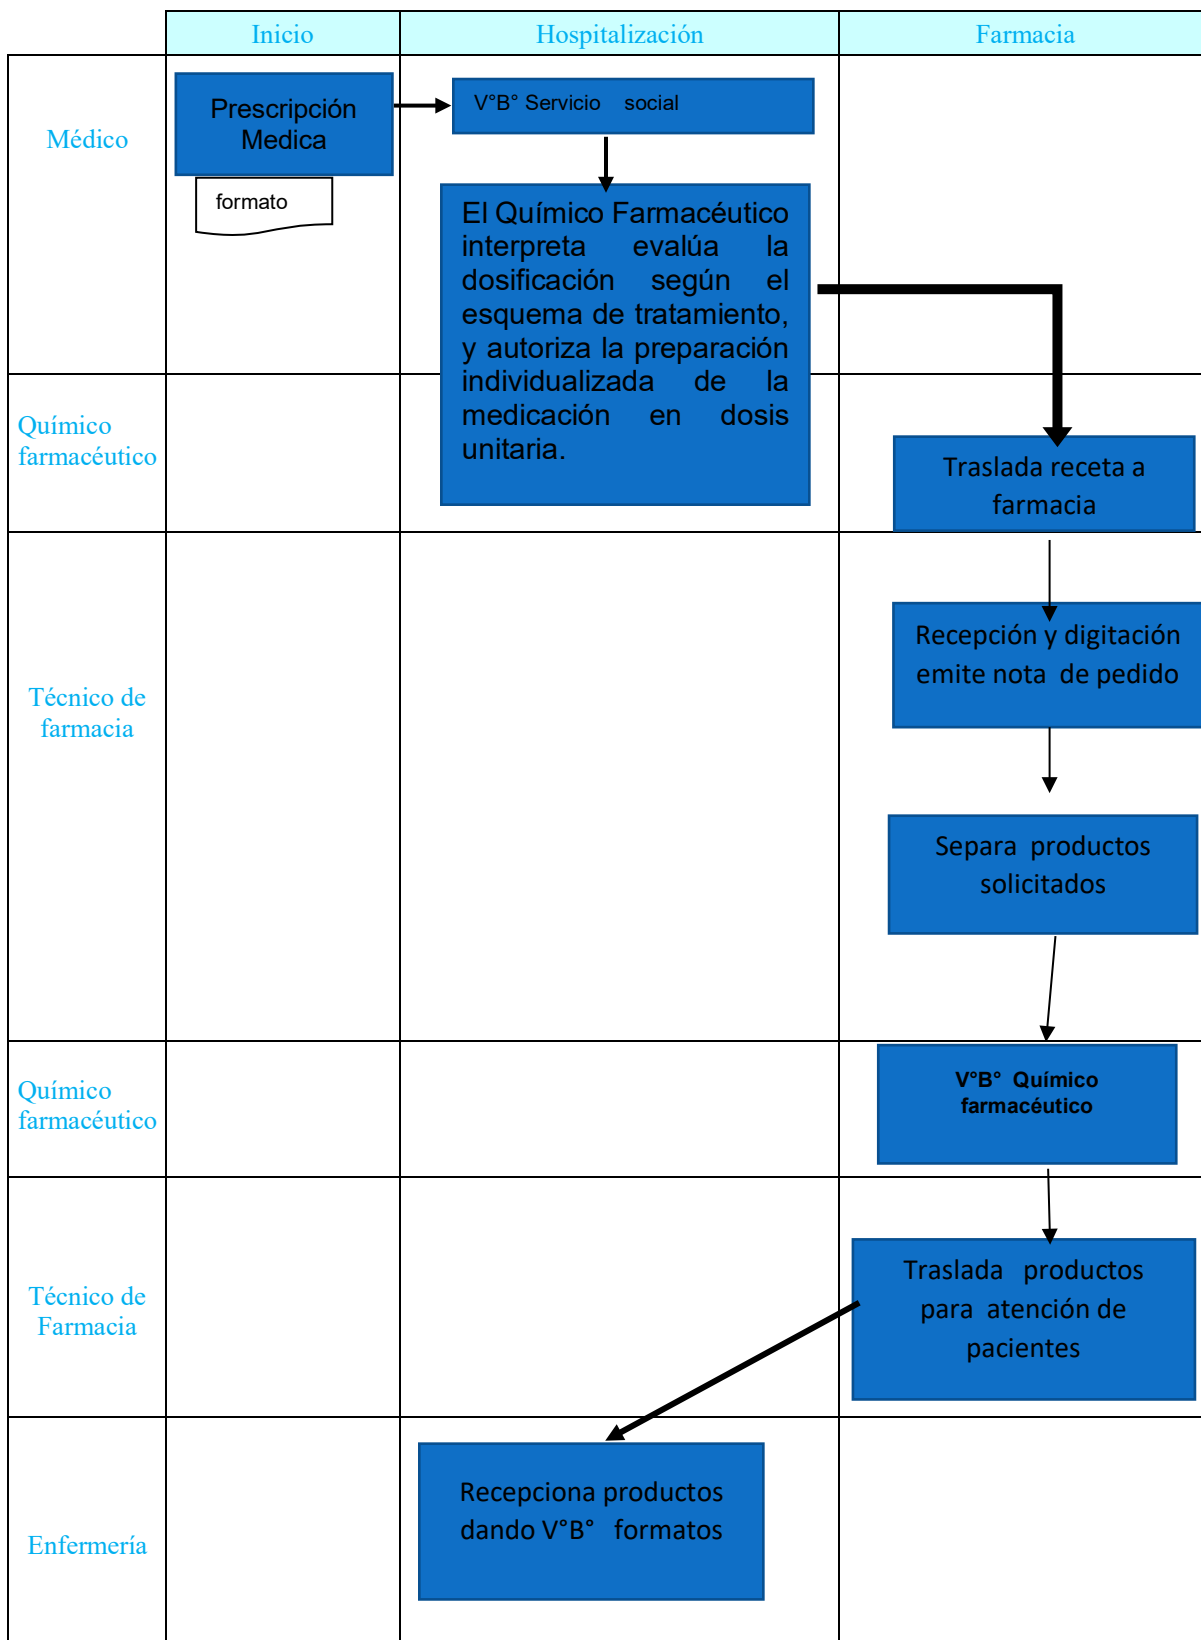 Inicio
Hospitalización
Farmacia
Médico
Prescripción
Medica
formato
V°B° Servicio social
El Químico Farmacéutico
interpreta evalúa la
dosificación según el
esquema de tratamiento,
y autoriza la preparación
individualizada de la
medicación en dosis
unitaria.
Químico
farmacéutico
Traslada receta a
farmacia
Técnico de
farmacia
Recepción y digitación
emite nota de pedido
Separa productos
solicitados
Químico
farmacéutico
V°B° Químico
farmacéutico
Técnico de
Farmacia
Traslada productos
para atención de
pacientes
Enfermería
Recepciona productos
dando V°B° formatos